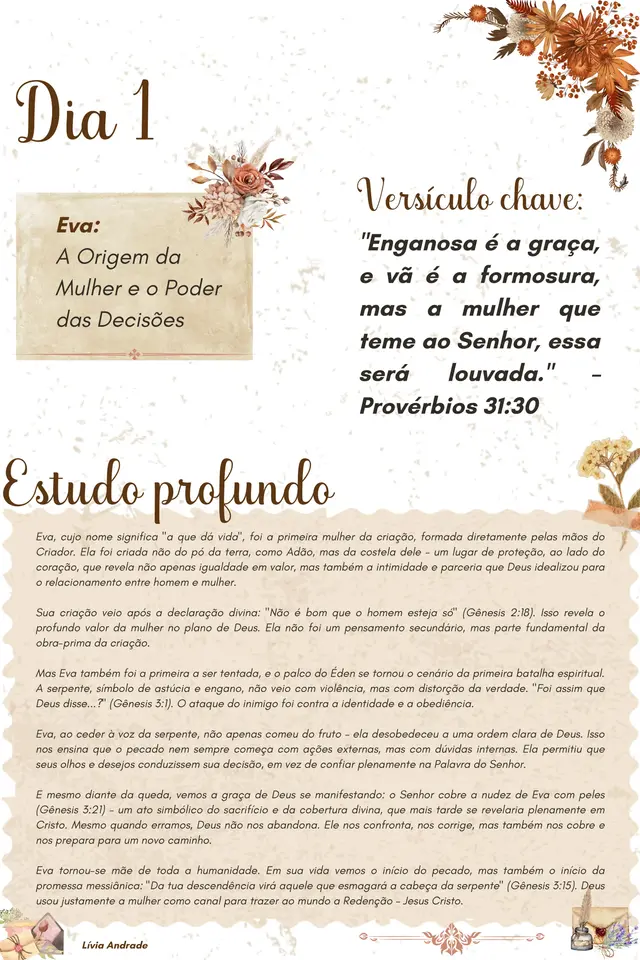 Dia 1
Eva:
A Origem da
Mulher e o Poder
das Decisões
Versículo chave:
"Enganosa é a graça,
e vã é a formosura,
mas a mulher que
teme ao Senhor, essa
será louvada." –
Provérbios 31:30
Estudo profundo
Eva, cujo nome significa "a que dá vida", foi a primeira mulher da criação, formada diretamente pelas mãos do
Criador. Ela foi criada não do pó da terra, como Adão, mas da costela dele – um lugar de proteção, ao lado do
coração, que revela não apenas igualdade em valor, mas também a intimidade e parceria que Deus idealizou para
o relacionamento entre homem e mulher.
Sua criação veio após a declaração divina: "Não é bom que o homem esteja só" (Gênesis 2:18). Isso revela o
profundo valor da mulher no plano de Deus. Ela não foi um pensamento secundário, mas parte fundamental da
obra-prima da criação.
Mas Eva também foi a primeira a ser tentada, e o palco do Éden se tornou o cenário da primeira batalha espiritual.
A serpente, símbolo de astúcia e engano, não veio com violência, mas com distorção da verdade. "Foi assim que
Deus disse...?" (Gênesis 3:1). O ataque do inimigo foi contra a identidade e a obediência.
Eva, ao ceder à voz da serpente, não apenas comeu do fruto – ela desobedeceu a uma ordem clara de Deus. Isso
nos ensina que o pecado nem sempre começa com ações externas, mas com dúvidas internas. Ela permitiu que
seus olhos e desejos conduzissem sua decisão, em vez de confiar plenamente na Palavra do Senhor.
E mesmo diante da queda, vemos a graça de Deus se manifestando: o Senhor cobre a nudez de Eva com peles
(Gênesis 3:21) – um ato simbólico do sacrifício e da cobertura divina, que mais tarde se revelaria plenamente em
Cristo. Mesmo quando erramos, Deus não nos abandona. Ele nos confronta, nos corrige, mas também nos cobre e
nos prepara para um novo caminho.
Eva tornou-se mãe de toda a humanidade. Em sua vida vemos o início do pecado, mas também o início da
promessa messiânica: "Da tua descendência virá aquele que esmagará a cabeça da serpente" (Gênesis 3:15). Deus
usou justamente a mulher como canal para trazer ao mundo a Redenção – Jesus Cristo.
Lívia Andrade